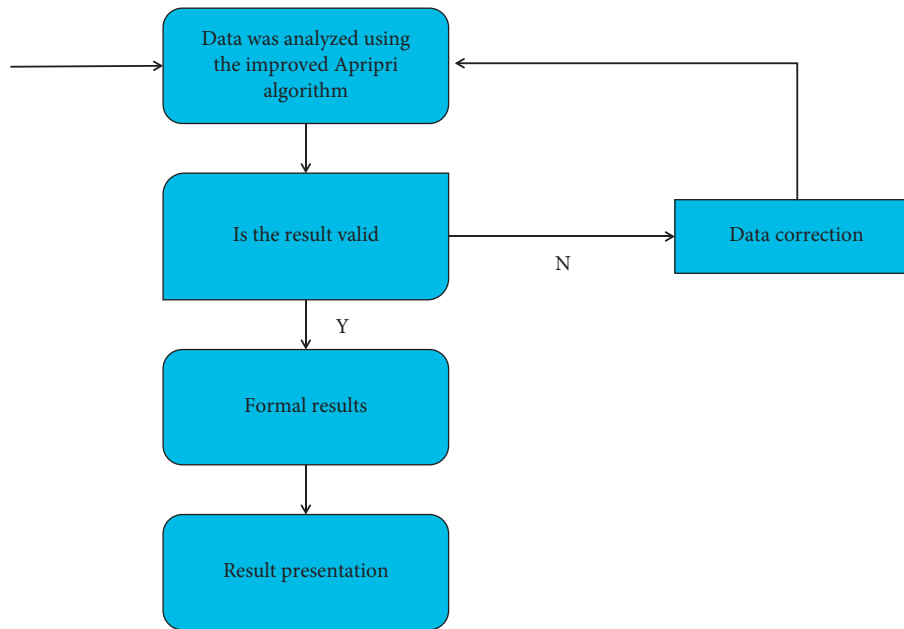 Data was analyzed using
the improved Apripri
algorithm
Is the result valid
Data correction
N
Y
Formal results
Result presentation